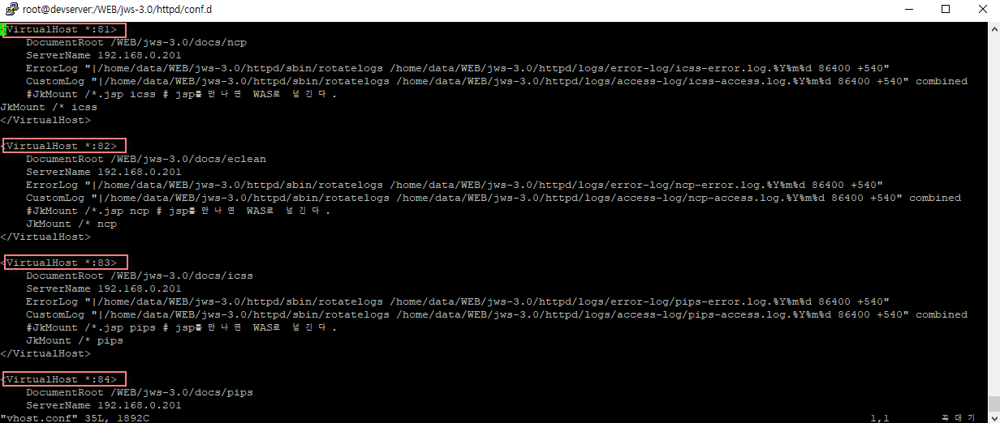 root@devserver:/WEB/jws-3.0/httpd/conf.d
<VirtualHost *:81>
    DocumentRoot /WEB/jws-3.0/docs/ncp
    ServerName 192.168.0.201
    ErrorLog "|/home/data/WEB/jws-3.0/httpd/sbin/rotatelogs /home/data/WEB/jws-3.0/httpd/logs/error-log/icss-error.log.%Y%m%d 86400 +540"
    CustomLog "|/home/data/WEB/jws-3.0/httpd/sbin/rotatelogs /home/data/WEB/jws-3.0/httpd/logs/access-log/icss-access.log.%Y%m%d 86400 +540" combined
    #JkMount /*.jsp icss # jsp를 만나면 WAS로 넘긴다.
JkMount /* icss
</VirtualHost>
<VirtualHost *:82>
    DocumentRoot /WEB/jws-3.0/docs/eclean
    ServerName 192.168.0.201
    ErrorLog "|/home/data/WEB/jws-3.0/httpd/sbin/rotatelogs /home/data/WEB/jws-3.0/httpd/logs/error-log/ncp-error.log.%Y%m%d 86400 +540"
    CustomLog "|/home/data/WEB/jws-3.0/httpd/sbin/rotatelogs /home/data/WEB/jws-3.0/httpd/logs/access-log/ncp-access.log.%Y%m%d 86400 +540" combined
    #JkMount /*.jsp ncp # jsp를 만나면 WAS로 넘긴다.
    JkMount /* ncp
</VirtualHost>
<VirtualHost *:83>
    DocumentRoot /WEB/jws-3.0/docs/icss
    ServerName 192.168.0.201
    ErrorLog "|/home/data/WEB/jws-3.0/httpd/sbin/rotatelogs /home/data/WEB/jws-3.0/httpd/logs/error-log/pips-error.log.%Y%m%d 86400 +540"
    CustomLog "|/home/data/WEB/jws-3.0/httpd/sbin/rotatelogs /home/data/WEB/jws-3.0/httpd/logs/access-log/pips-access.log.%Y%m%d 86400 +540" combined
    #JkMount /*.jsp pips # jsp를 만나면 WAS로 넘긴다.
    JkMount /* pips
</VirtualHost>
<VirtualHost *:84>
    DocumentRoot /WEB/jws-3.0/docs/pips
    ServerName 192.168.0.201
"vhost.conf" 35L, 1892C 1,1 꼭대기